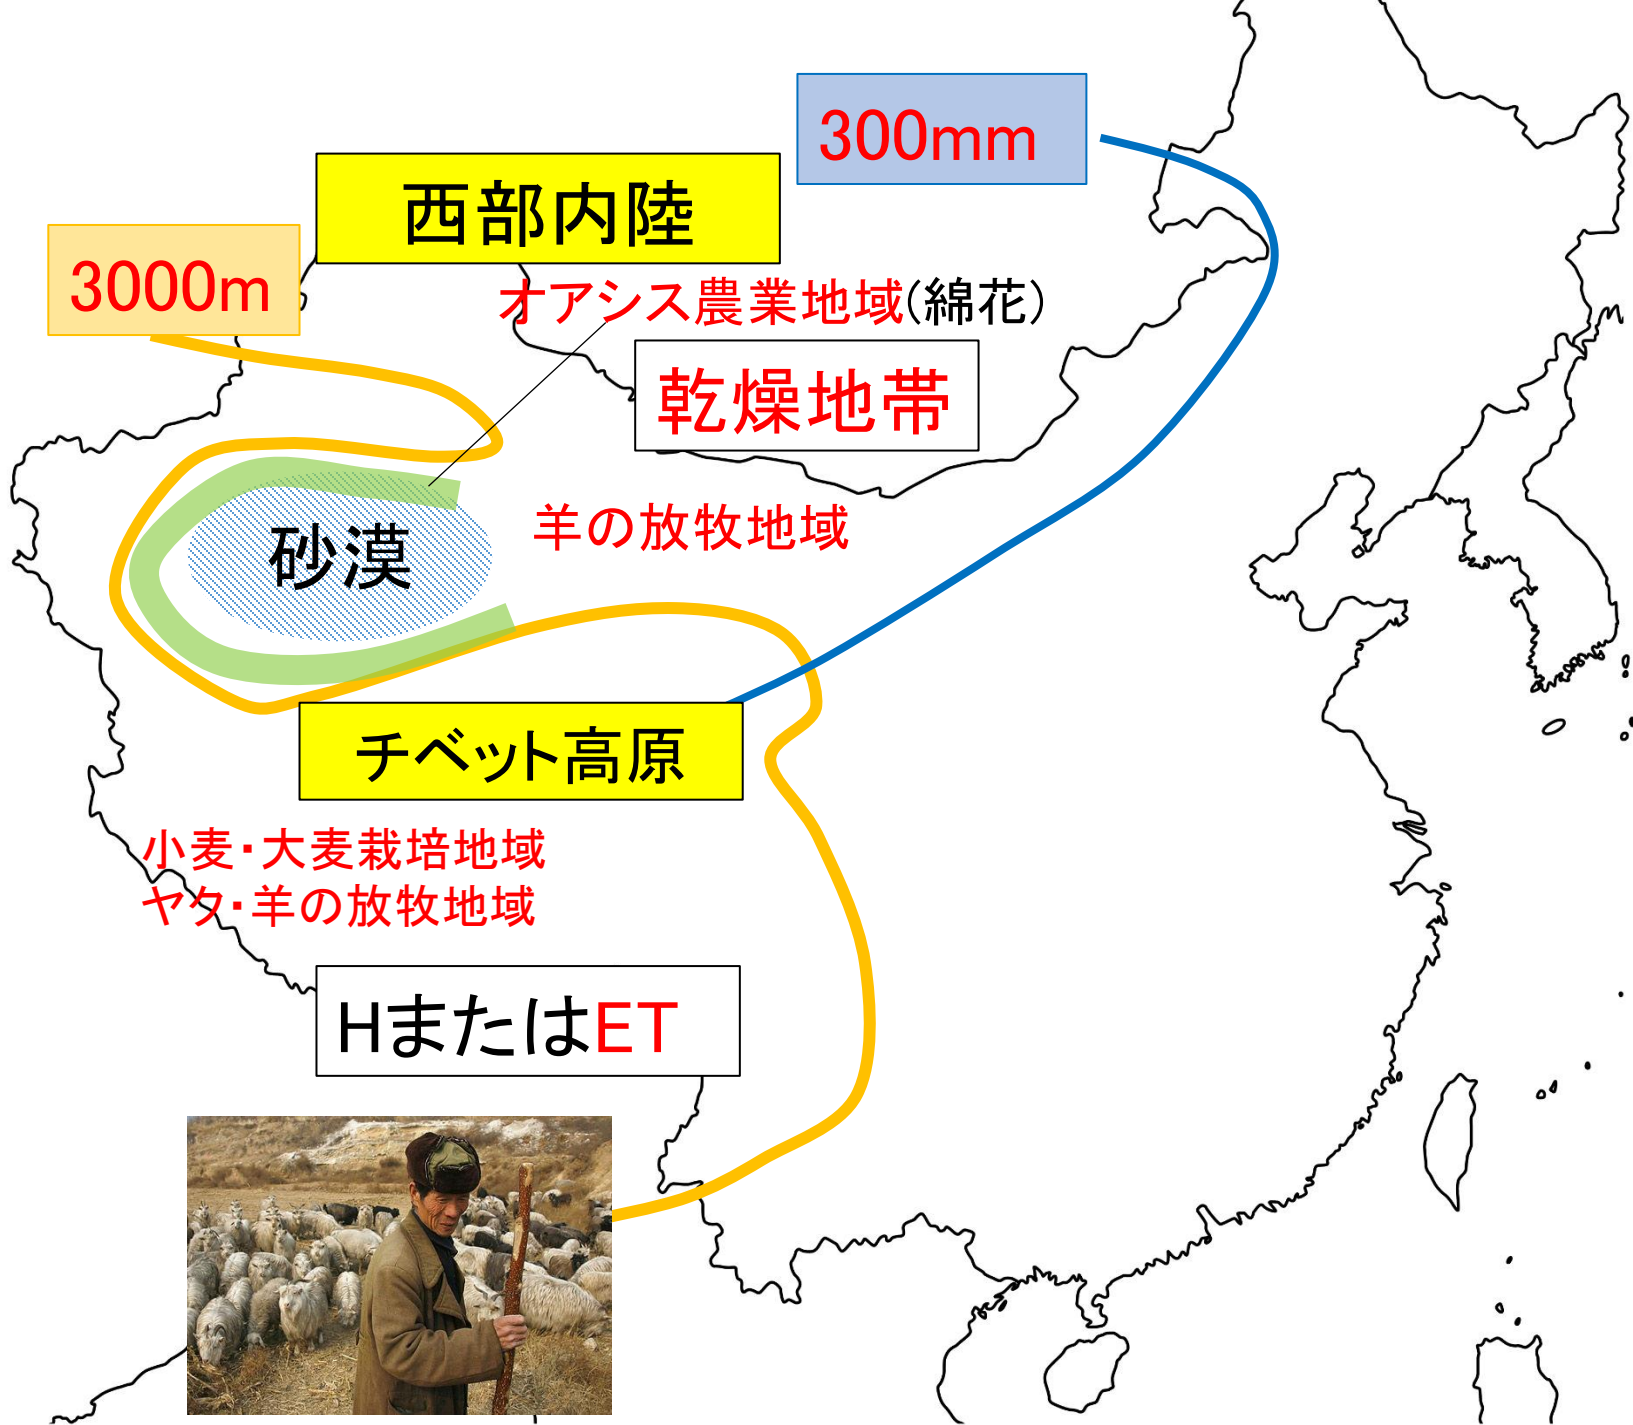 300mm
西部内陸
3000m
オアシス農業地域(綿花)
乾燥地帯
羊の放牧地域
砂漠
チベット高原
小麦・大麦栽培地域
ヤク・羊の放牧地域
HまたはET